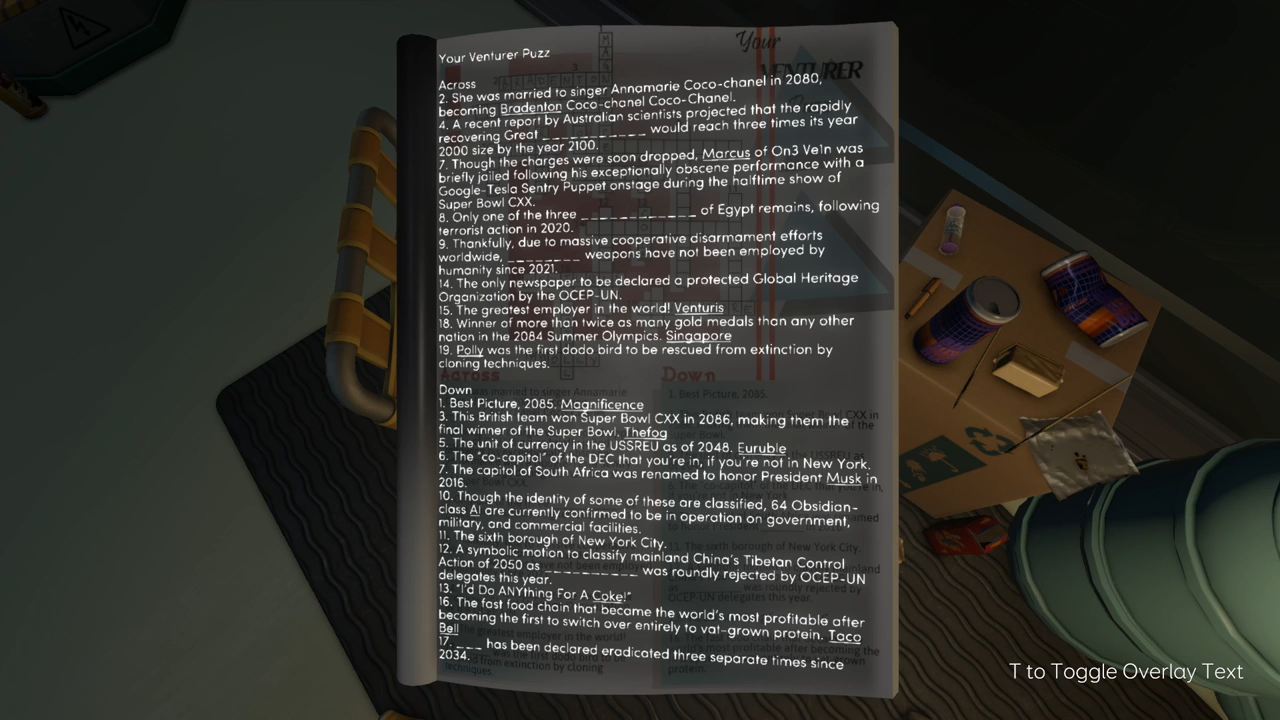 Your
VENTURER
Your Venturer Puzz
Across
2. She was married to singer Annamarie Coco-chanel in 2080,
becoming Bradenton Coco-chanel Coco-Chanel.
4. A recent report by Australian scientists projected that the rapidly
recovering Great ____________ would reach three times its year
2000 size by the year 2100.
7. Though the charges were soon dropped, Marcus of On3 Ve1n was
briefly jailed following his exceptionally obscene performance with a
Google-Tesla Sentry Puppet onstage during the halftime show of
Super Bowl CXX.
8. Only one of the three _____________ of Egypt remains, following
terrorist action in 2020.
9. Thankfully, due to massive cooperative disarmament efforts
worldwide, ________ weapons have not been employed by
humanity since 2021.
14. The only newspaper to be declared a protected Global Heritage
Organization by the OCEP-UN.
15. The greatest employer in the world! Venturis
18. Winner of more than twice as many gold medals than any other
nation in the 2084 Summer Olympics. Singapore
19. Polly was the first dodo bird to be rescued from extinction by
cloning techniques.
Down
1. Best Picture, 2085. Magnificence
3. This British team won Super Bowl CXX in 2086, making them the
final winner of the Super Bowl. Thefog
5. The unit of currency in the USSREU as of 2048. Euruble
6. The "co-capitol" of the DEC that you're in, if you're not in New York.
7. The capitol of South Africa was renamed to honor President Musk in
2016.
10. Though the identity of some of these are classified, 64 Obsidian-
class AI are currently confirmed to be in operation on government,
military, and commercial facilities.
11. The sixth borough of New York City.
12. A symbolic motion to classify mainland China's Tibetan Control
Action of 2050 as __________ was roundly rejected by OCEP-UN
delegates this year.
13. "I'd Do ANYthing For A Coke!"
16. The fast food chain that became the world's most profitable after
becoming the first to switch over entirely to vat-grown protein. Taco
Bell
17. ___ has been declared eradicated three separate times since
2034.
T to Toggle Overlay Text